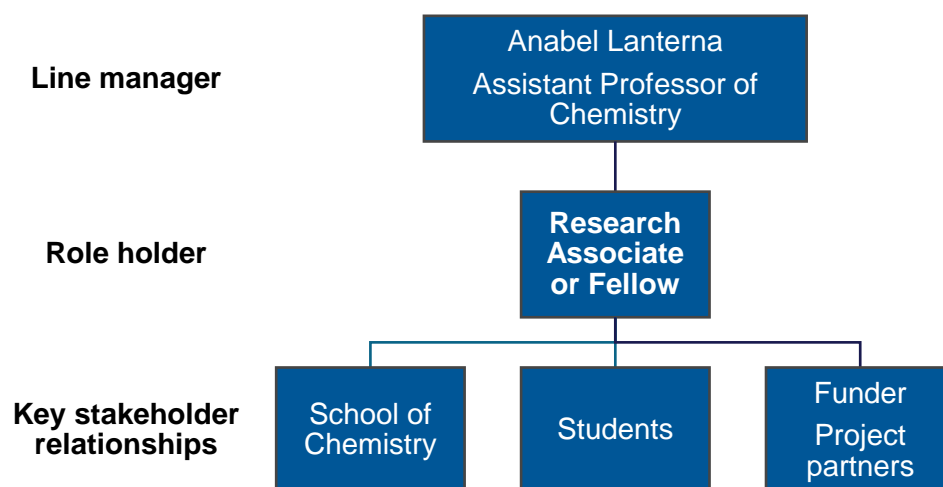 Line manager
Anabel Lanterna
Assistant Professor of
Chemistry
Role holder
Research
Associate
or Fellow
Key stakeholder
relationships
School of
Chemistry
Students
Funder
Project
partners